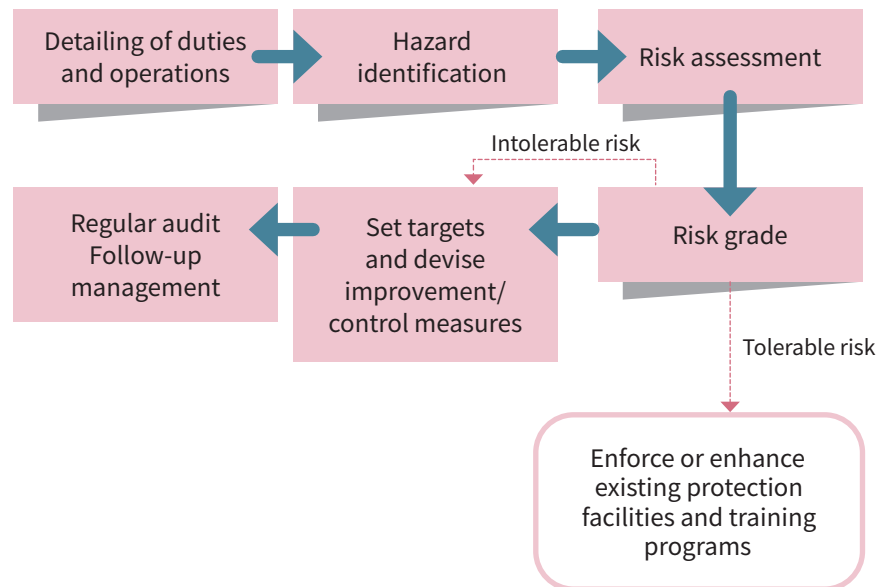 Detailing of duties
and operations
Hazard
identification
Risk assessment
Intolerable risk
Regular audit
Follow-up
management
Set targets
and devise
improvement/
control measures
Risk grade
Tolerable risk
Enforce or enhance
existing protection
facilities and training
programs